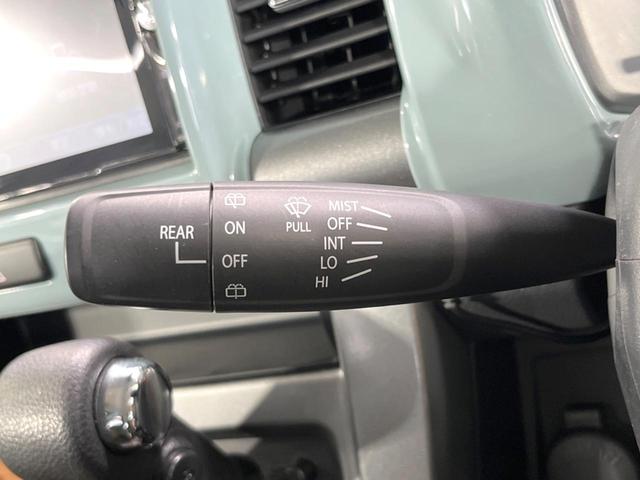 REAR
ON
OFF
PULL
MIST
OFF
INT
LO
HI